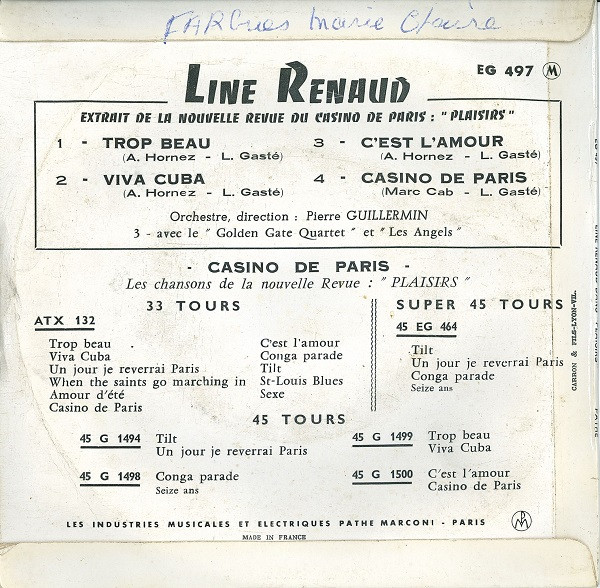 FARGues Marie Claire
LINE RENAUD
EG 497 M
EXTRAIT DE LA NOUVELLE REVUE DU CASINO DE PARIS : "PLAISIRS"
1 - TROP BEAU
(A. Hornez - L. Gasté)
2 - VIVA CUBA
(A. Hornez - L. Gasté)
3 - C'EST L'AMOUR
(A. Hornez - L. Gasté)
4 - CASINO DE PARIS
(Marc Cab - L. Gasté)
Orchestre, direction : Pierre GUILLERMIN
3 - avec le "Golden Gate Quartet" et "Les Angels"
- CASINO DE PARIS -
Les chansons de la nouvelle Revue : "PLAISIRS"
33 TOURS
ATX 132
Trop beau
Viva Cuba
Un jour je reverrai Paris
When the saints go marching in
Amour d'été
Casino de Paris
C'est l'amour
Conga parade
Tilt
St-Louis Blues
Sexe
SUPER 45 TOURS
45 EG 464
Tilt
Un jour je reverrai Paris
Conga parade
Seize ans
45 TOURS
45 G 1494 Tilt
Un jour je reverrai Paris
45 G 1498 Conga parade
Seize ans
45 G 1499 Trop beau
Viva Cuba
45 G 1500 C'est l'amour
Casino de Paris
LES INDUSTRIES MUSICALES ET ELECTRIQUES PATHE MARCONI - PARIS
MADE IN FRANCE
CARRON & FILS-LYON-VIL.